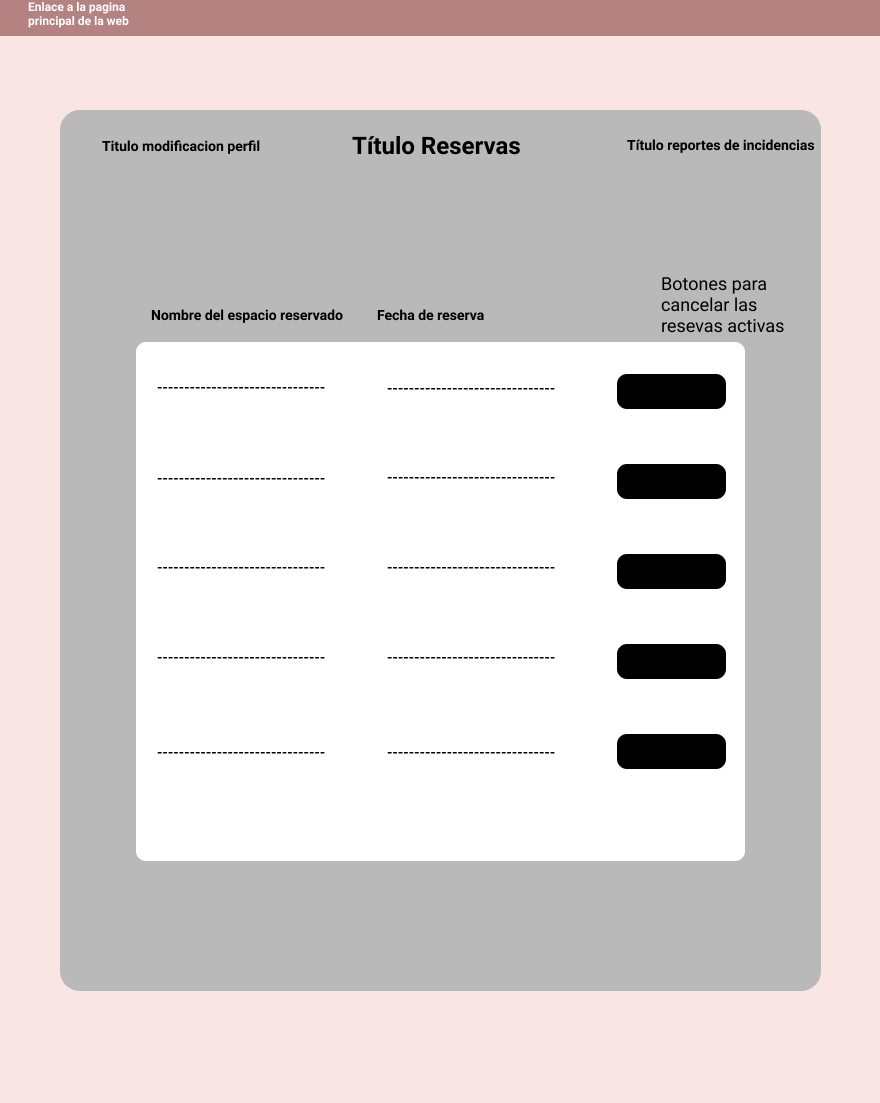 Enlace a la pagina
principal de la web
Titulo modificacion perfil
Título Reservas
Título reportes de incidencias
Nombre del espacio reservado
Fecha de reserva
Botones para
cancelar las
resevas activas
-------------------------------
-------------------------------
-------------------------------
-------------------------------
-------------------------------
-------------------------------
-------------------------------
-------------------------------
-------------------------------
-------------------------------